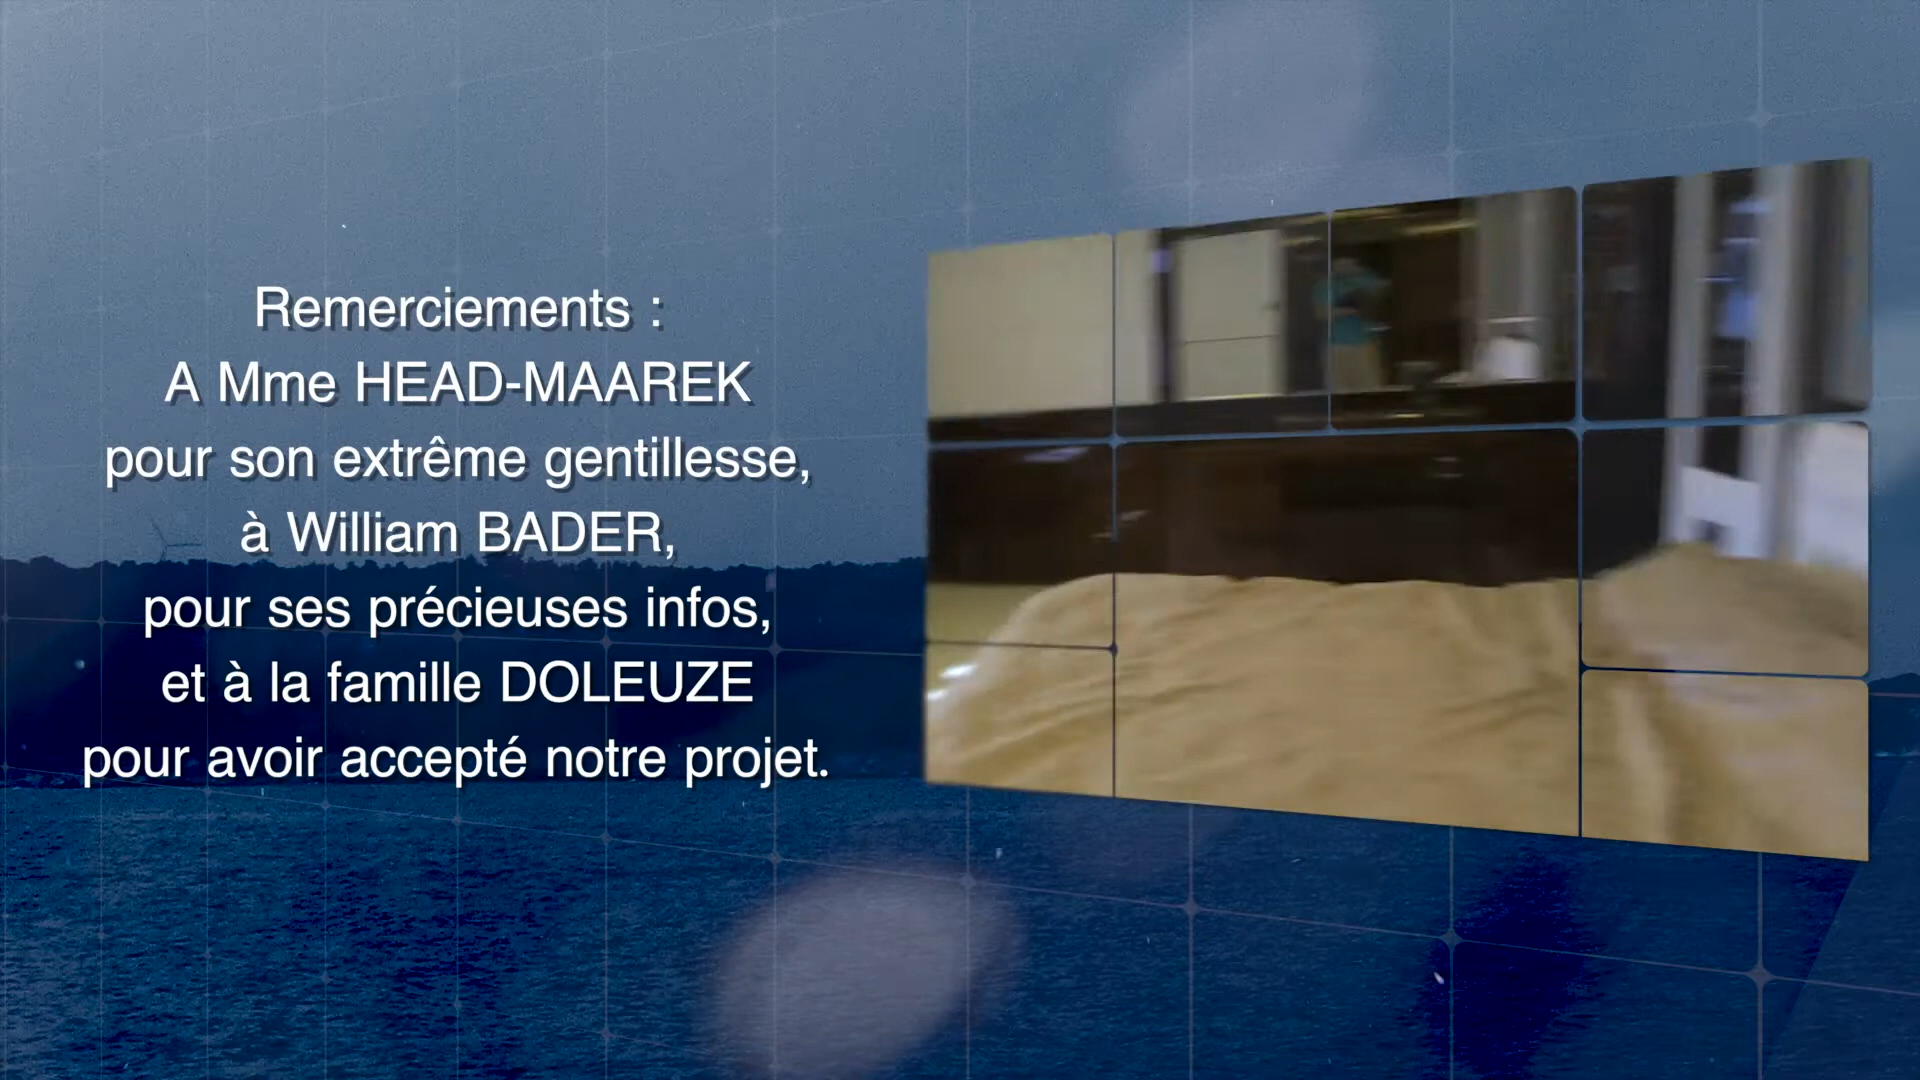 Remerciements :
A Mme HEAD-MAAREK
pour son extrême gentillesse,
à William BADER,
pour ses précieuses infos,
et à la famille DOLEUZE
pour avoir accepté notre projet.